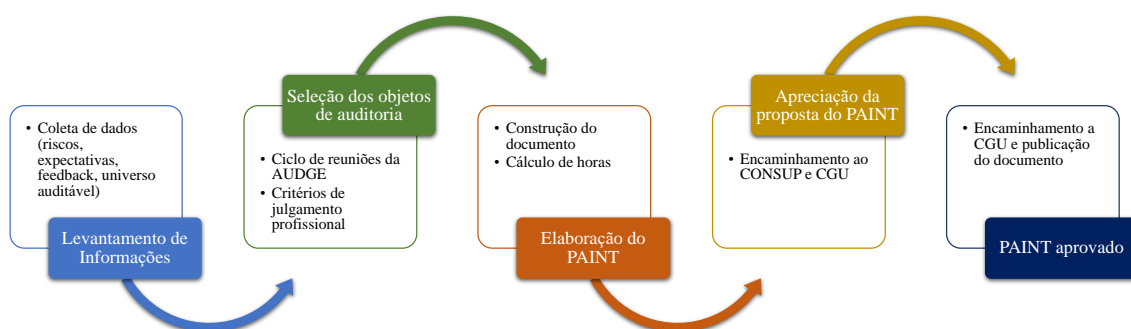 Coleta de dados
(riscos,
expectativas,
feedback, universo
auditável)
Levantamento de
Informações
Seleção dos objetos
de auditoria
Ciclo de reuniões da
AUDGE
Critérios de
julgamento
profissional
Construção do
documento
Cálculo de horas
Elaboração do
PAINT
Apreciação da
proposta do PAINT
Encaminhamento ao
CONSUP e CGU
Encaminhamento a
CGU e publicação
do documento
PAINT aprovado